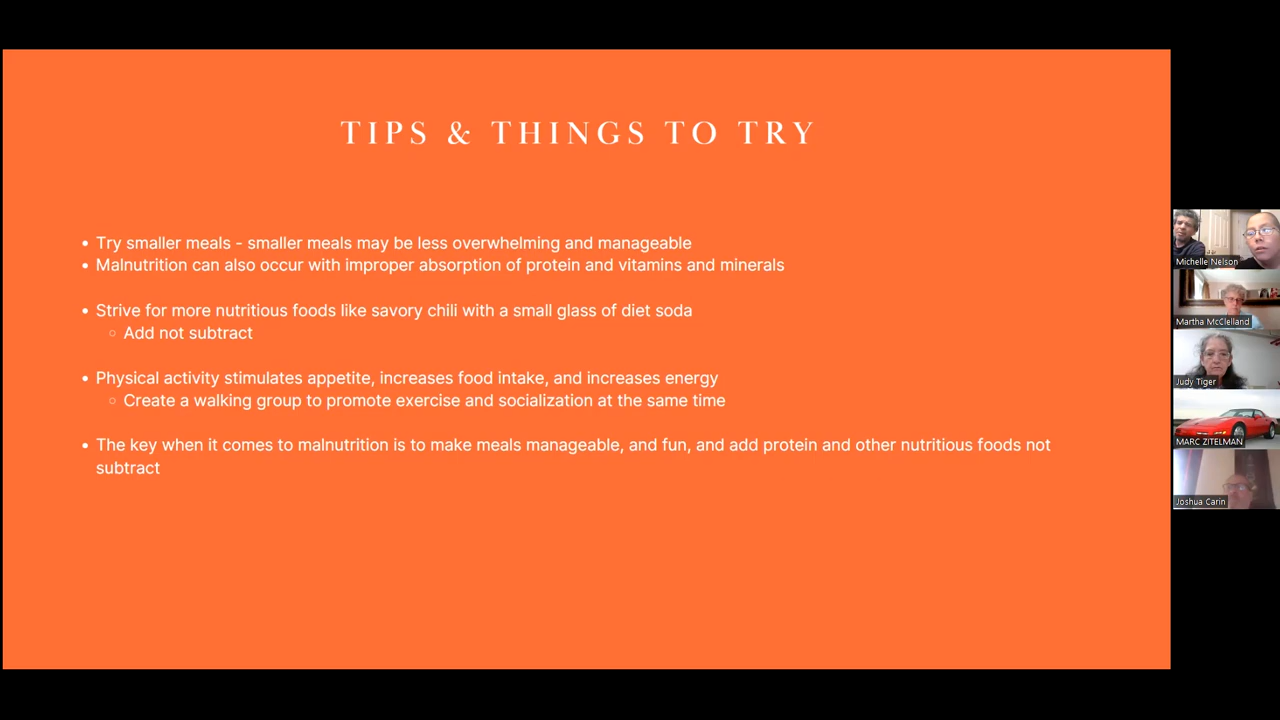 TIPS & THINGS TO TRY
• Try smaller meals - smaller meals may be less overwhelming and manageable
• Malnutrition can also occur with improper absorption of protein and vitamins and minerals
• Strive for more nutritious foods like savory chili with a small glass of diet soda
○ Add not subtract
• Physical activity stimulates appetite, increases food intake, and increases energy
○ Create a walking group to promote exercise and socialization at the same time
• The key when it comes to malnutrition is to make meals manageable, and fun, and add protein and other nutritious foods not
subtract
Michelle Nelson
Martha McClelland
Judy Tiger
MARC ZITELMAN
Joshua Carin